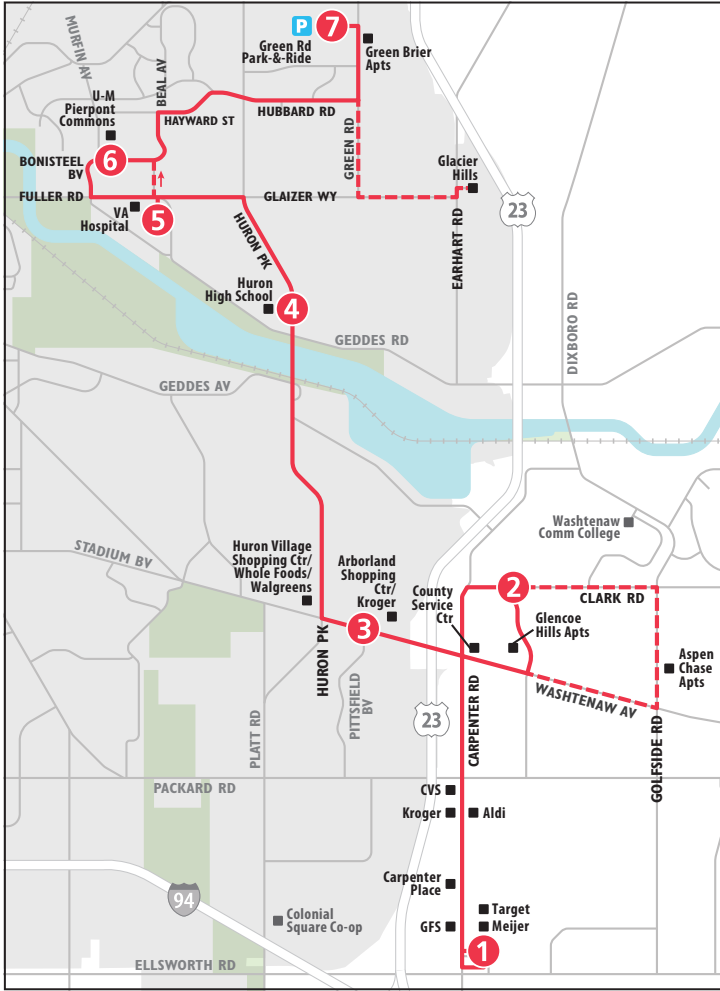 MURFIN AV
BEAL AV
P
7
Green Rd
Park-&-Ride
Green Brier
Apts
U-M
Pierpont
Commons
HAYWARD ST
HUBBARD RD
GREEN RD
BONISTEEL
BV
6
Glacier
Hills
23
FULLER RD
VA
Hospital
5
GLAIZER WY
HURON PK
EARHART RD
Huron
High School
4
GEDDES RD
DIXBORO RD
GEDDES AV
STADIUM BV
Washtenaw
Comm College
Huron Village
Shopping Ctr/
Whole Foods/
Walgreens
Arborland
Shopping
Ctr/
Kroger
County
Service
Ctr
2
CLARK RD
Glencoe
Hills Apts
3
HURON PK
PITTSFIELD
BV
PLATT RD
23
CARPENTER RD
WASHTENAW AV
Aspen
Chase
Apts
GOLFSIDE RD
PACKARD RD
CVS
Kroger
Aldi
Carpenter
Place
94
Colonial
Square Co-op
Target
GFS
Meijer
1
ELLSWORTH RD